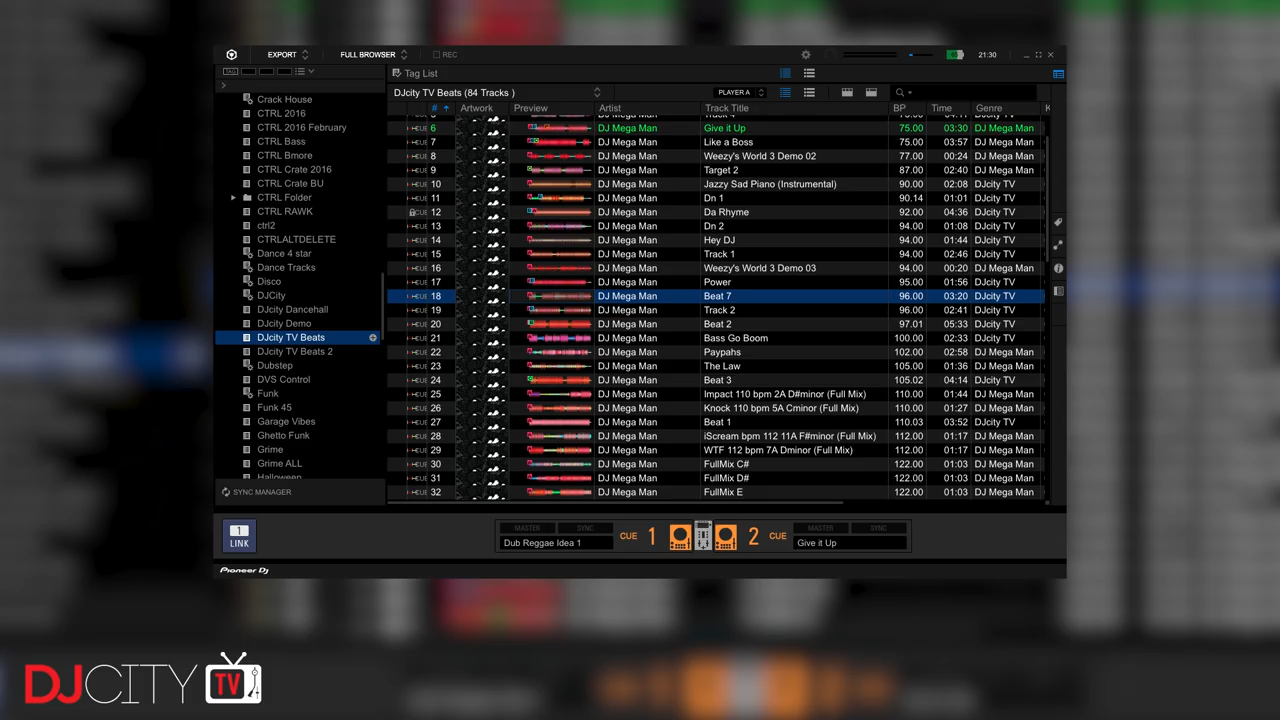 EXPORT FULL BROWSER REC 21:30
TAG
Tag List
DJcity TV Beats (84 Tracks ) PLAYER A
# Artwork Preview Artist Track Title BP Time Genre K
Crack House
CTRL 2016
CTRL 2016 February
CTRL Bass
CTRL Bmore
CTRL Crate 2016
CTRL Crate BU
CTRL Folder
CTRL RAWK
ctrl2
CTRLALTDELETE
Dance 4 star
Dance Tracks
Disco
DJCity
DJcity Dancehall
DJcity Demo
DJcity TV Beats
DJcity TV Beats 2
Dubstep
DVS Control
Funk
Funk 45
Garage Vibes
Ghetto Funk
Grime
Grime ALL
Halloween
SYNC MANAGER
6 DJ Mega Man Give it Up 75.00 03:30 DJ Mega Man
7 DJ Mega Man Like a Boss 75.00 03:57 DJcity TV
8 DJ Mega Man Weezy's World 3 Demo 02 77.00 00:24 DJ Mega Man
9 DJ Mega Man Target 2 87.00 02:40 DJ Mega Man
10 DJ Mega Man Jazzy Sad Piano (Instrumental) 90.00 02:08 DJcity TV
11 DJ Mega Man Dn 1 90.14 01:01 DJcity TV
12 DJ Mega Man Da Rhyme 92.00 04:36 DJcity TV
13 DJ Mega Man Dn 2 94.00 01:08 DJcity TV
14 DJ Mega Man Hey DJ 94.00 01:44 DJcity TV
15 DJ Mega Man Track 1 94.00 02:46 DJcity TV
16 DJ Mega Man Weezy's World 3 Demo 03 94.00 00:20 DJ Mega Man
17 DJ Mega Man Power 95.00 01:56 DJcity TV
18 DJ Mega Man Beat 7 96.00 03:20 DJcity TV
19 DJ Mega Man Track 2 96.00 02:41 DJcity TV
20 DJ Mega Man Beat 2 97.01 05:33 DJcity TV
21 DJ Mega Man Bass Go Boom 100.00 02:33 DJcity TV
22 DJ Mega Man Paypahs 102.00 02:58 DJ Mega Man
23 DJ Mega Man The Law 105.00 01:36 DJ Mega Man
24 DJ Mega Man Beat 3 105.02 04:14 DJcity TV
25 DJ Mega Man Impact 110 bpm 2A D#minor (Full Mix) 110.00 01:44 DJ Mega Man
26 DJ Mega Man Knock 110 bpm 5A Cminor (Full Mix) 110.00 01:27 DJ Mega Man
27 DJ Mega Man Beat 1 110.03 03:52 DJcity TV
28 DJ Mega Man iScream bpm 112 11A F#minor (Full Mix) 112.00 01:17 DJ Mega Man
29 DJ Mega Man WTF 112 bpm 7A Dminor (Full Mix) 112.00 01:17 DJ Mega Man
30 DJ Mega Man FullMix C# 122.00 01:03 DJ Mega Man
31 DJ Mega Man FullMix D# 122.00 01:03 DJ Mega Man
32 DJ Mega Man FullMix E 122.00 01:03 DJ Mega Man
1
LINK
MASTER SYNC
Dub Reggae Idea 1
CUE 1
2 CUE
MASTER SYNC
Give it Up
Pioneer Dj
DJCITY TV